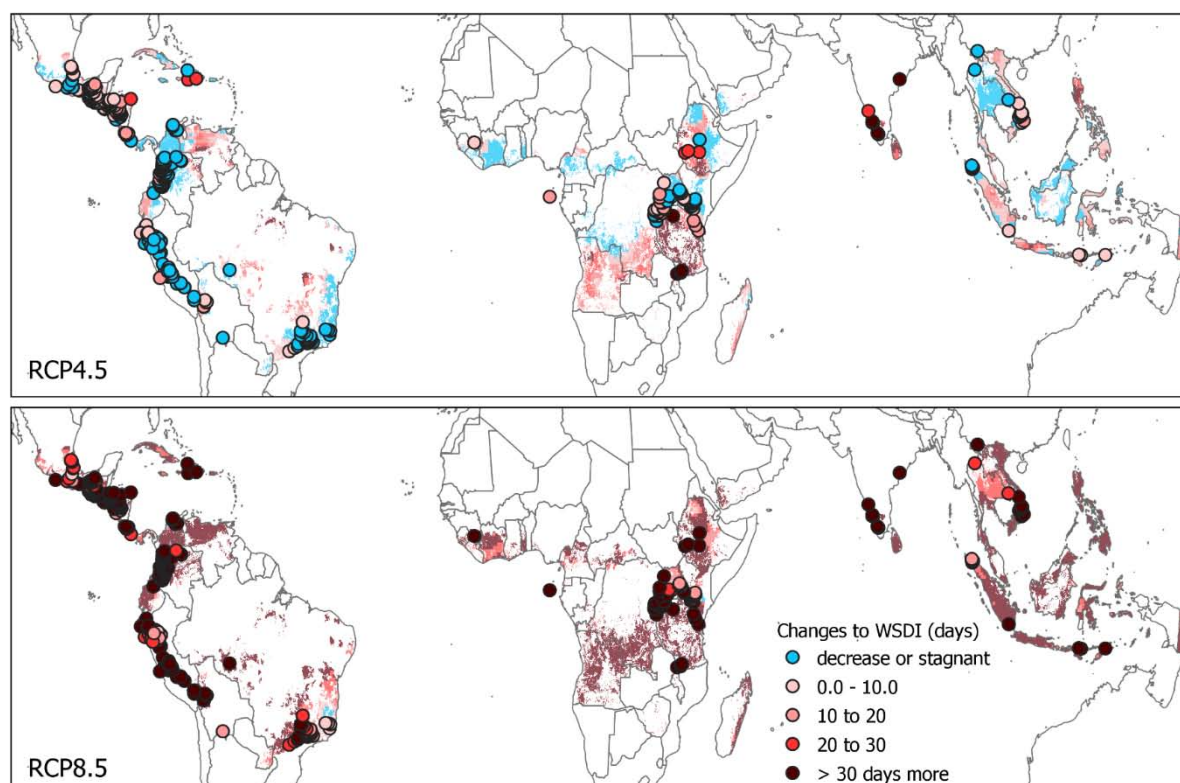 RCP4.5
Changes to WSDI (days)
decrease or stagnant
0.0 - 10.0
10 to 20
20 to 30
> 30 days more
RCP8.5